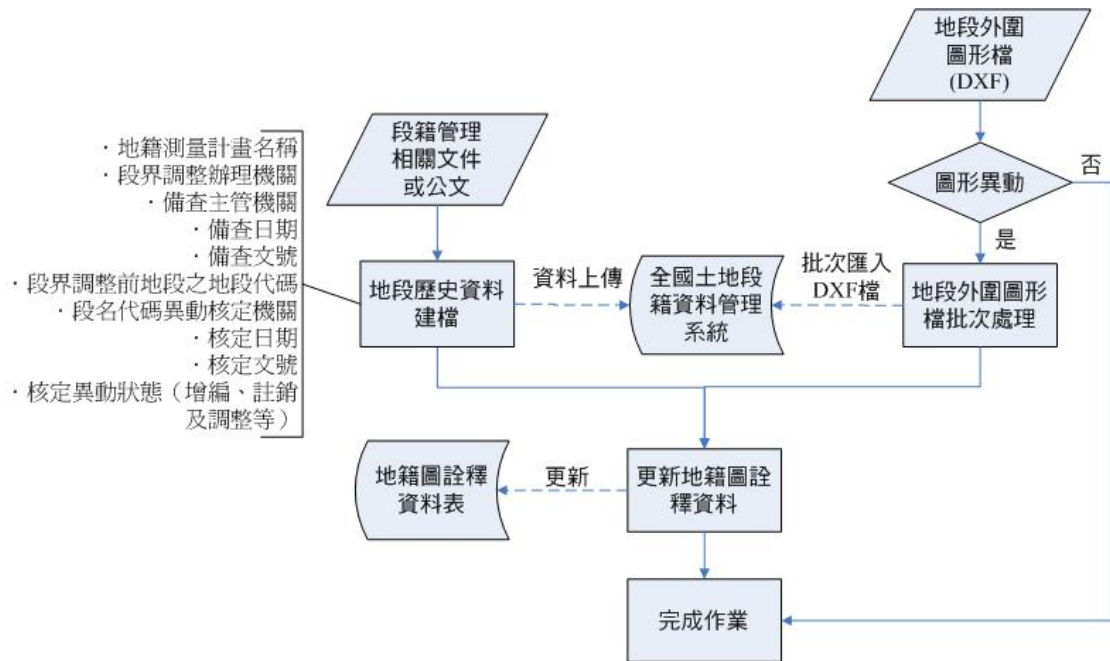 地段外圍
圖形檔
(DXF)
段籍管理
相關文件
或公文
圖形異動
否
是
·地籍測量計畫名稱
·段界調整辦理機關
·備查主管機關
·備查日期
·備查文號
·段界調整前地段之地段代碼
·段名代碼異動核定機關
·核定日期
·核定文號
·核定異動狀態（增編、註銷
及調整等）
地段歷史資料
建檔
資料上傳
全國土地段
籍資料管理
系統
批次匯入
DXF檔
地段外圍圖形
檔批次處理
地籍圖詮釋
資料表
更新
更新地籍圖詮
釋資料
完成作業